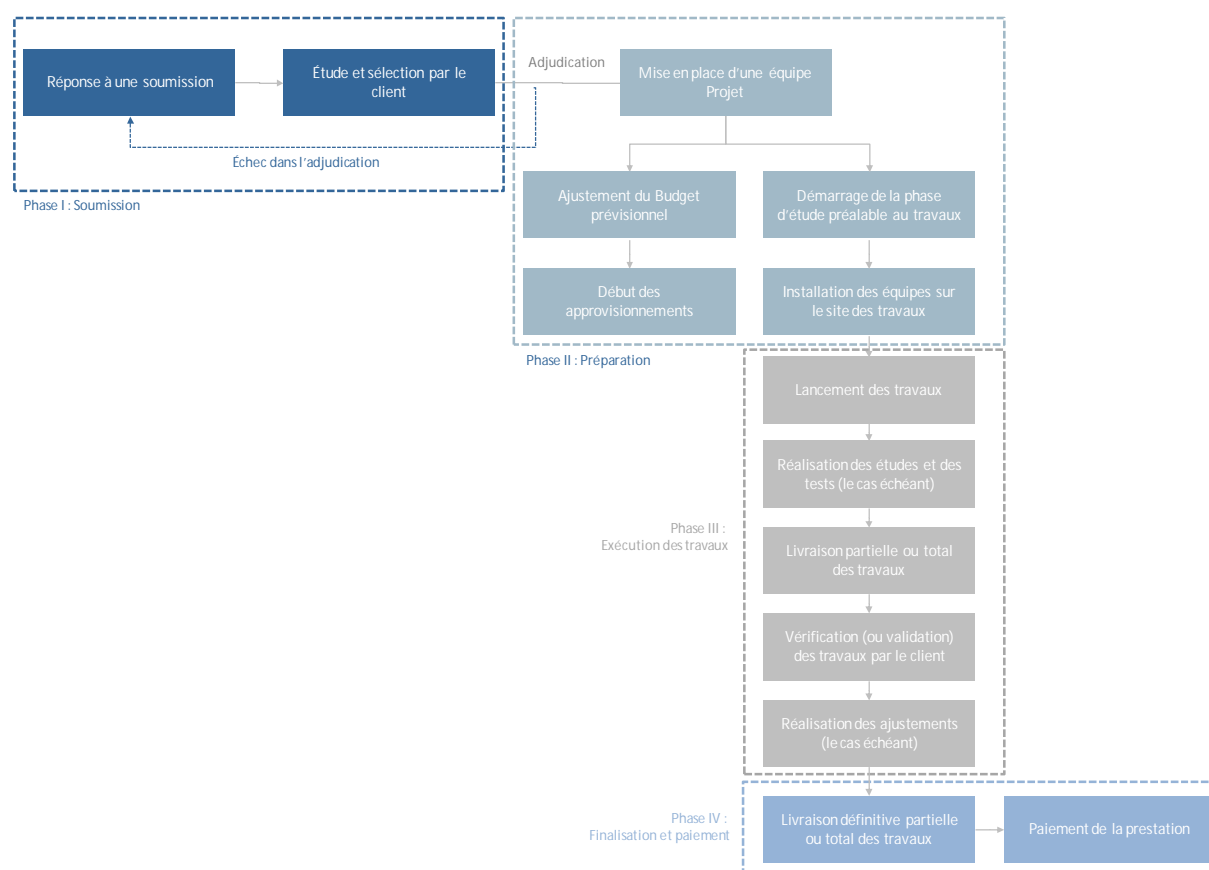 Réponse à une soumission
Étude et sélection par le
client
Adjudication
Mise en place d'une équipe
Projet
Échec dans l'adjudication
Phase I : Soumission
Ajustement du Budget
prévisionnel
Démarrage de la phase
d'étude préalable au travaux
Début des
approvisionnements
Installation des équipes sur
le site des travaux
Phase II : Préparation
Lancement des travaux
Réalisation des études et des
tests (le cas échéant)
Phase III :
Exécution des travaux
Livraison partielle ou total
des travaux
Vérification (ou validation)
des travaux par le client
Réalisation des ajustements
(le cas échéant)
Phase IV :
Finalisation et paiement
Livraison définitive partielle
ou total des travaux
Paiement de la prestation